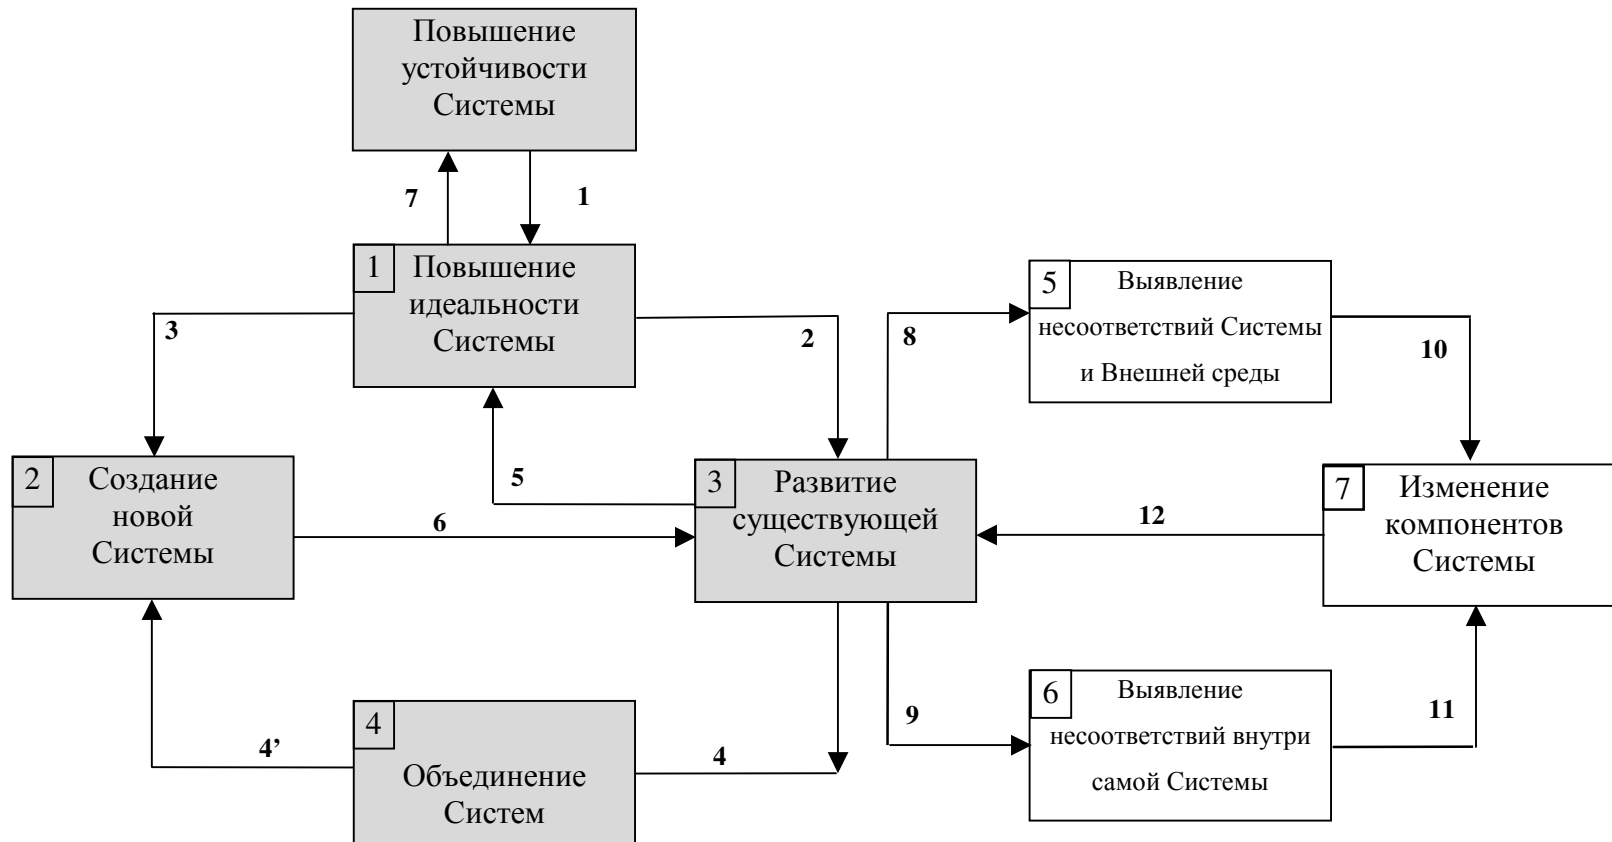 Повышение
устойчивости
Системы
7
1
1
Повышение
идеальности
Системы
3
2
5
Выявление
несоответствий Системы
и Внешней среды
8
10
2
Создание
новой
Системы
5
6
3
Развитие
существующей
Системы
12
7
Изменение
компонентов
Системы
4’
4
Объединение
Систем
4
9
6
Выявление
несоответствий внутри
самой Системы
11